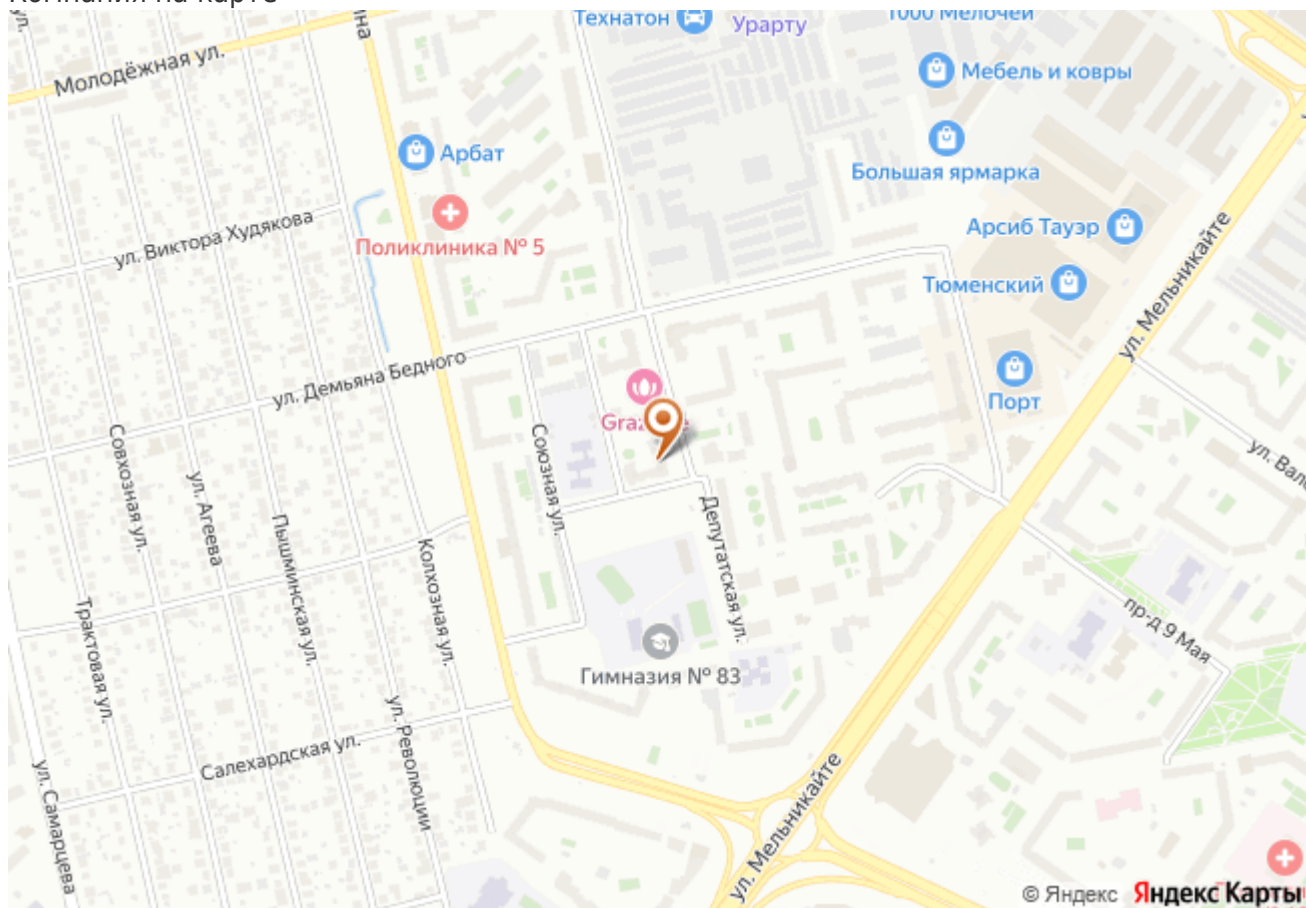 Компания на карте
Технатон
Урарту
1000 Мелочей
Молодёжная ул.
Мебель и ковры
Арбат
Большая ярмарка
Поликлиника № 5
ул. Виктора Худякова
Арсиб Тауэр
Тюменский
ул. Мельникайте
ул. Демьяна Бедного
Порт
Союзная ул.
Совхозная ул.
ул. Агеева
Пышминская ул.
Колхозная ул.
Депутатская ул.
Трактовая ул.
пр-д 9 Мая
Гимназия № 83
ул. Революции
Салехардская ул.
ул. Самарцева
ул. Мельникайте
© Яндекс Яндекс Карты